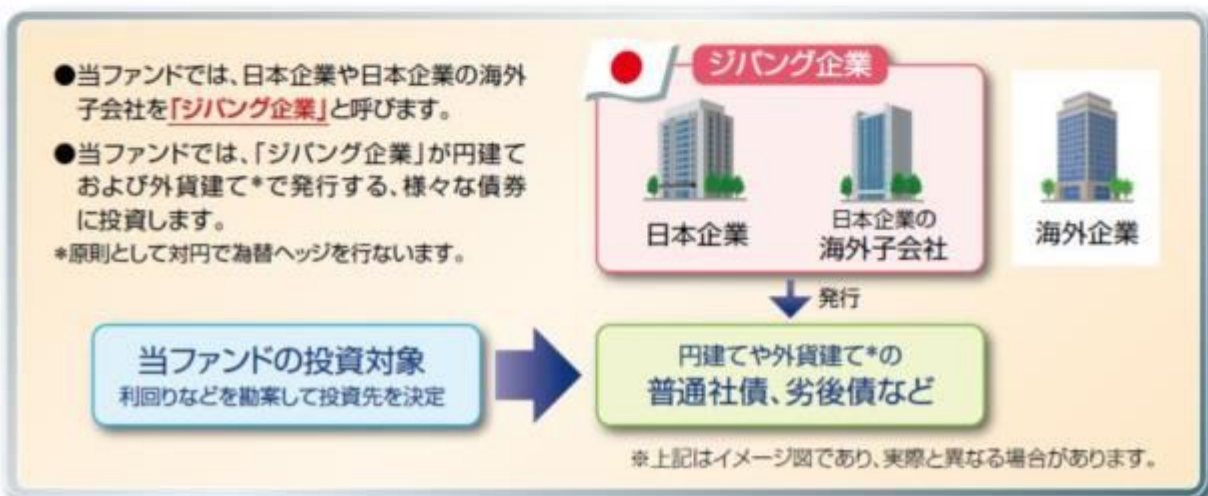 ●当ファンドでは、日本企業や日本企業の海外
子会社を「ジパング企業」と呼びます。
●当ファンドでは、「ジパング企業」が円建て
および外貨建て*で発行する、様々な債券
に投資します。
*原則として対円で為替ヘッジを行ないます。
ジパング企業
日本企業
日本企業の
海外子会社
海外企業
発行
当ファンドの投資対象
利回りなどを勘案して投資先を決定
円建てや外貨建て*の
普通社債、劣後債など
※上記はイメージ図であり、実際と異なる場合があります。